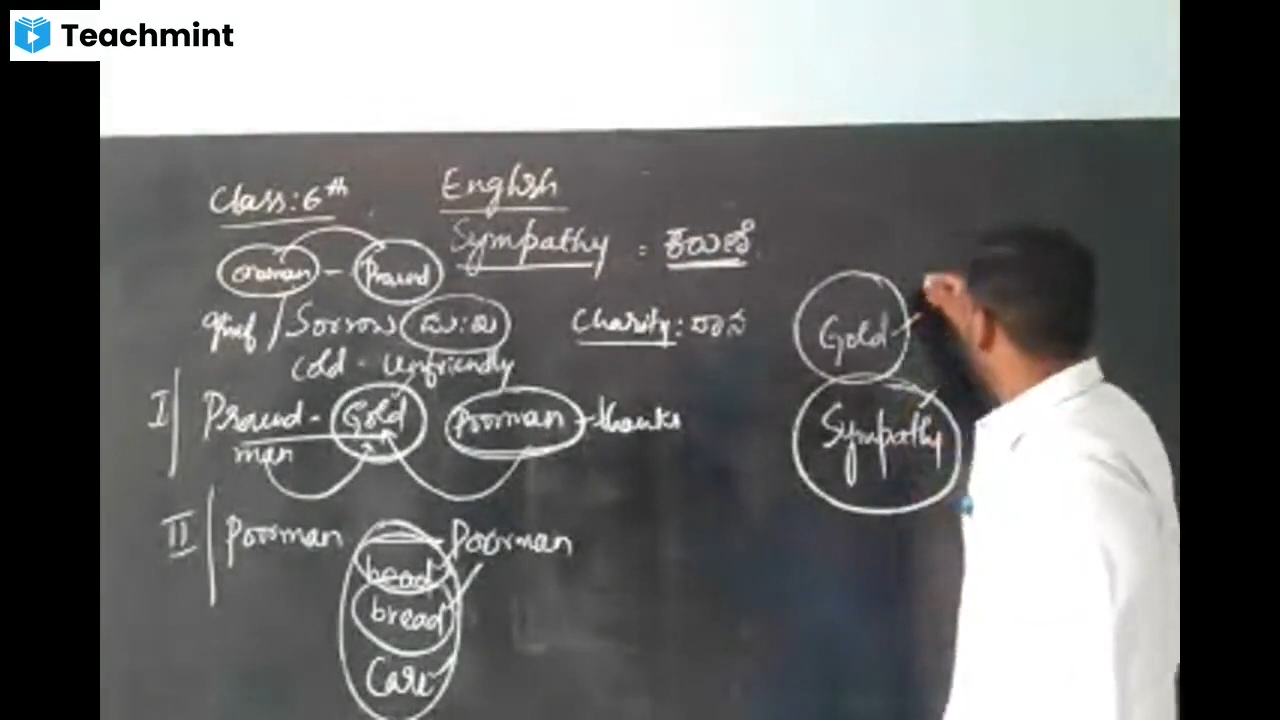 Teachmint
Class: 6th English
Sympathy = ಕರುಣೆ.
Proud
grief / Sorrow ದುಃಖ Charity: ದಾನ
Cold - Unfriendly
I Proud - Gold Poorman - thanks
man
II Poorman - Poorman
bread
Care
Gold
Sympathy